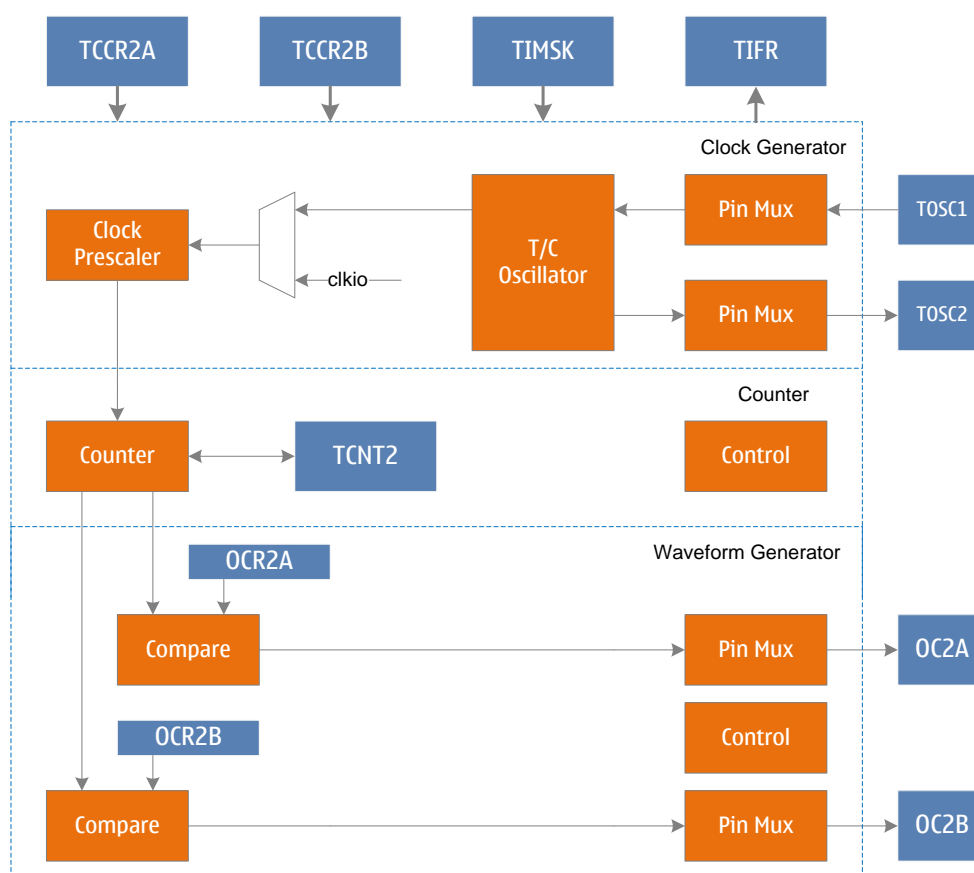 TCCR2A
TCCR2B
TIMSK
TIFR
Clock Generator
Clock
Prescaler
clkio
T/C
Oscillator
Pin Mux
TOSC1
Pin Mux
TOSC2
Counter
Counter
TCNT2
Control
Waveform Generator
OCR2A
Compare
Pin Mux
OC2A
OCR2B
Control
Compare
Pin Mux
OC2B